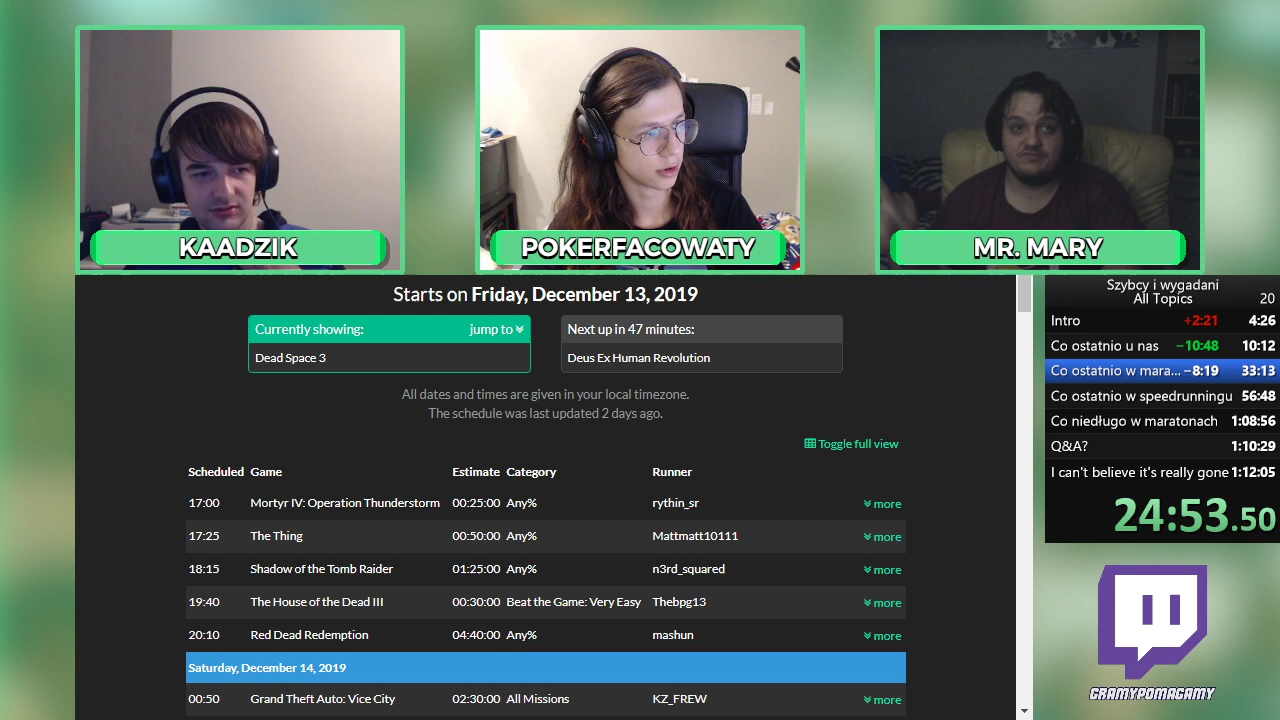 KAADZIK
POKERFACOWATY
MR. MARY
Starts on Friday, December 13, 2019
Currently showing: jump to
Dead Space 3
Next up in 47 minutes:
Deus Ex Human Revolution
All dates and times are given in your local timezone.
The schedule was last updated 2 days ago.
Toggle full view
Scheduled Game Estimate Category Runner
17:00 Mortyr IV: Operation Thunderstorm 00:25:00 Any% rythin_sr more
17:25 The Thing 00:50:00 Any% Mattmatt10111 more
18:15 Shadow of the Tomb Raider 01:25:00 Any% n3rd_squared more
19:40 The House of the Dead III 00:30:00 Beat the Game: Very Easy Thebpg13 more
20:10 Red Dead Redemption 04:40:00 Any% mashun more
Saturday, December 14, 2019
00:50 Grand Theft Auto: Vice City 02:30:00 All Missions KZ_FREW more
Szybcy i wygadani
All Topics 20
Intro +2:21 4:26
Co ostatnio u nas −10:48 10:12
Co ostatnio w mara... −8:19 33:13
Co ostatnio w speedrunningu 56:48
Co niedługo w maratonach 1:08:56
Q&A? 1:10:29
I can't believe it's really gone 1:12:05
24:53.50
GRAMYPOMAGAMY